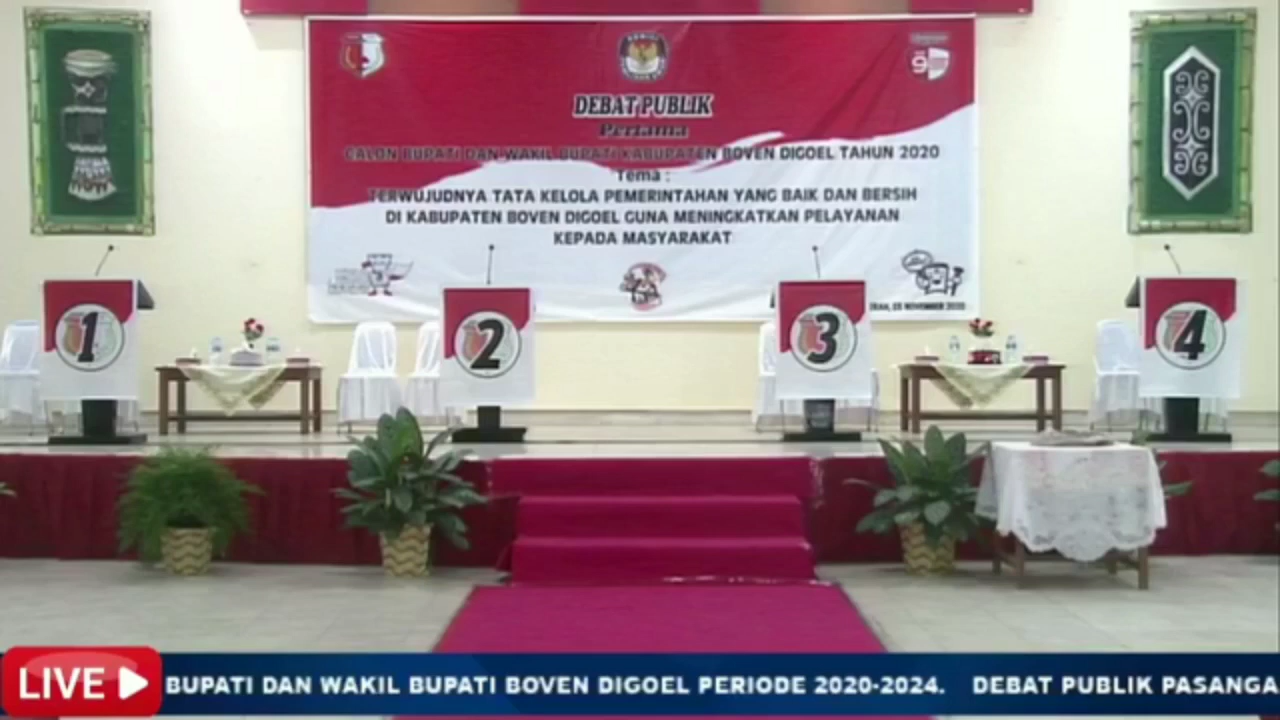 DEBAT PUBLIK
Pertama
CALON BUPATI DAN WAKIL BUPATI KABUPATEN BOVEN DIGOEL TAHUN 2020
Tema :
TERWUJUDNYA TATA KELOLA PEMERINTAHAN YANG BAIK DAN BERSIH
DI KABUPATEN BOVEN DIGOEL GUNA MENINGKATKAN PELAYANAN
KEPADA MASYARAKAT
NOVEMBER 2020
1
2
3
4
LIVE
BUPATI DAN WAKIL BUPATI BOVEN DIGOEL PERIODE 2020-2024. DEBAT PUBLIK PASANGA